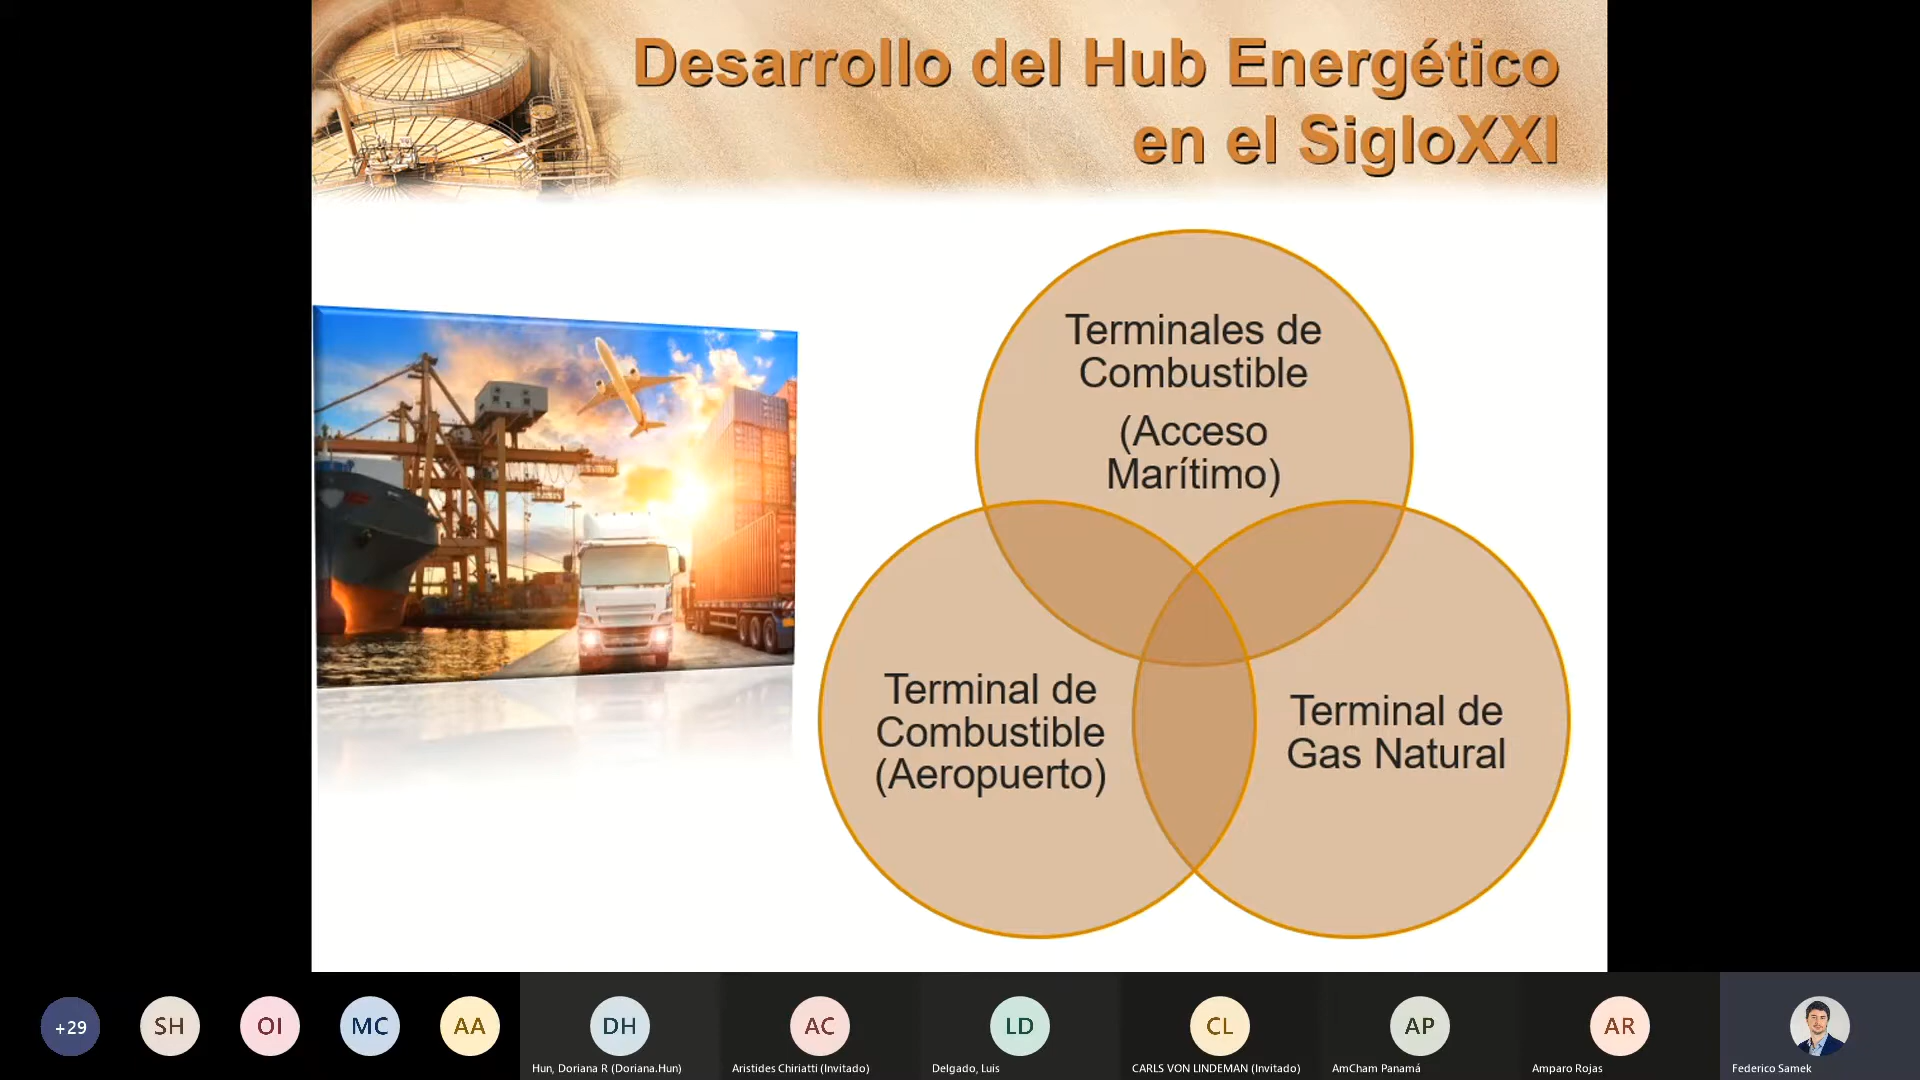 Desarrollo del Hub Energético
en el SigloXXI
Terminales de
Combustible
(Acceso
Marítimo)
Terminal de
Combustible
(Aeropuerto)
Terminal de
Gas Natural
+29
SH
OI
MC
AA
DH
AC
LD
CL
AP
AR
Hun, Doriana R (Doriana.Hun)
Aristides Chiriatti (Invitado)
Delgado, Luis
CARLS VON LINDEMAN (Invitado)
AmCham Panamá
Amparo Rojas
Federico Samek